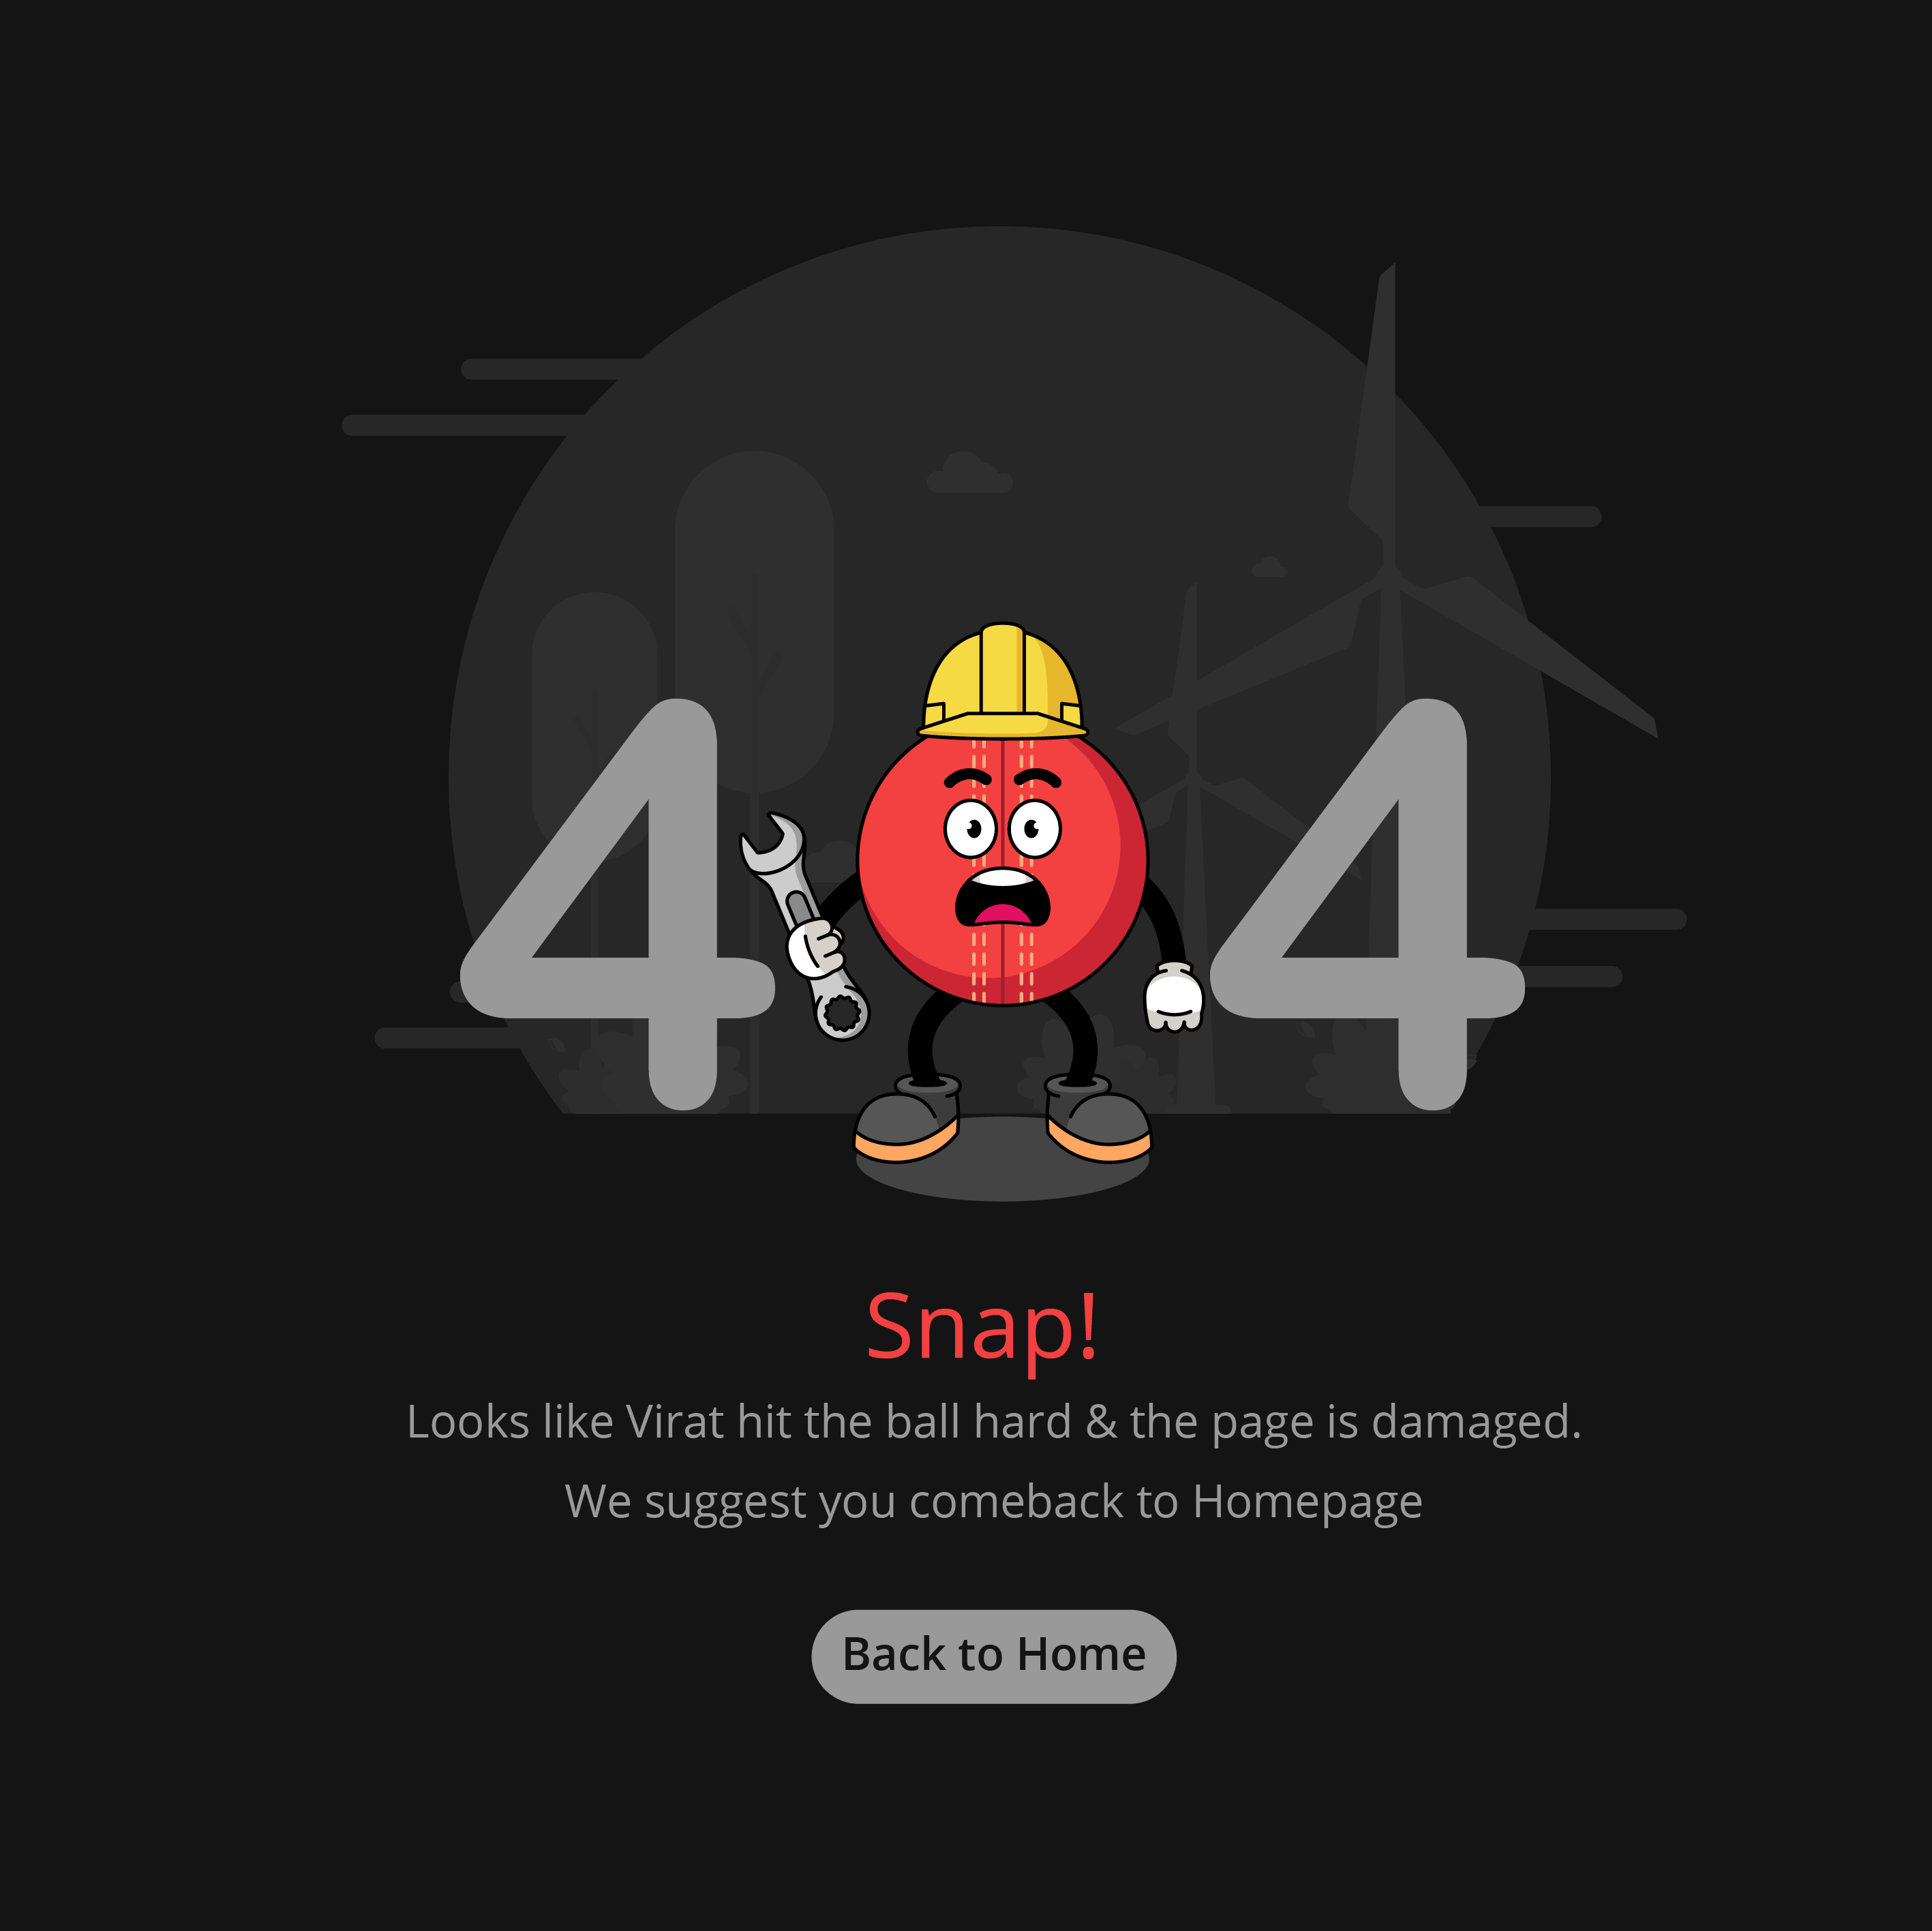 4 4
Snap!
Looks like Virat hit the ball hard & the page is damaged.
We suggest you comeback to Homepage
Back to Home